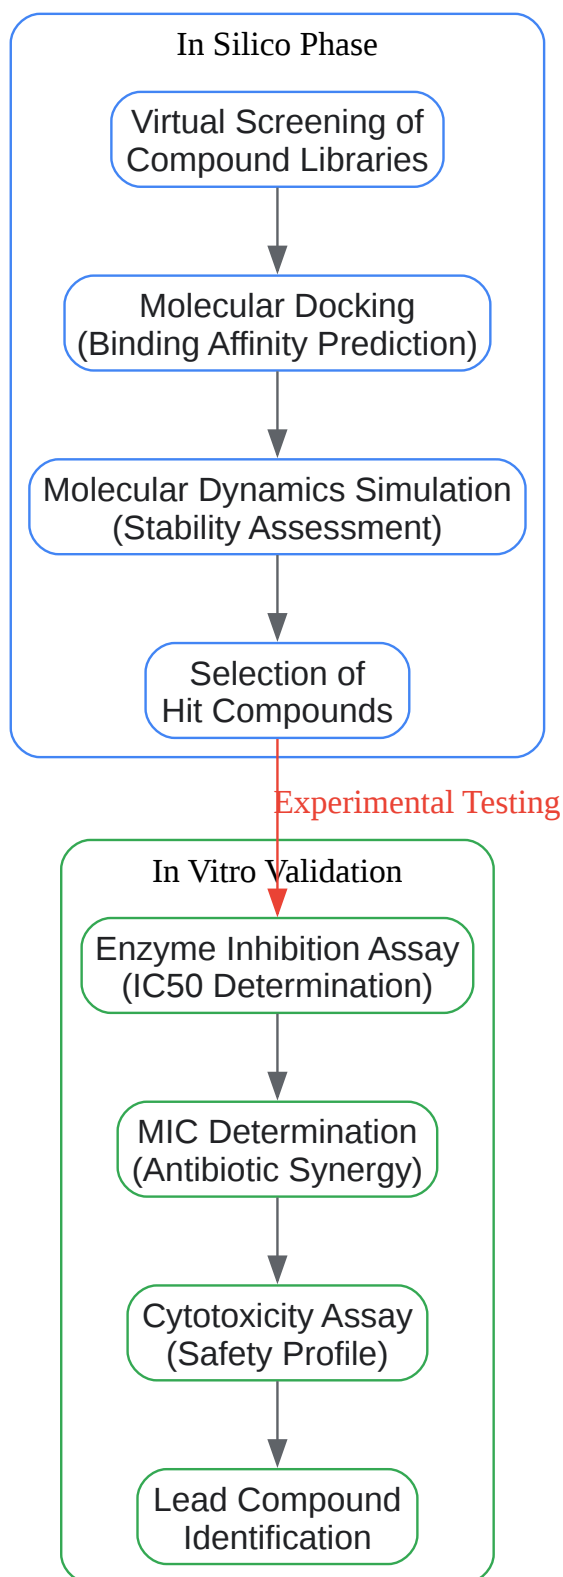 In Silico Phase
Virtual Screening of
Compound Libraries
Molecular Docking
(Binding Affinity Prediction)
Molecular Dynamics Simulation
(Stability Assessment)
Selection of
Hit Compounds
Experimental Testing
In Vitro Validation
Enzyme Inhibition Assay
(IC50 Determination)
MIC Determination
(Antibiotic Synergy)
Cytotoxicity Assay
(Safety Profile)
Lead Compound
Identification